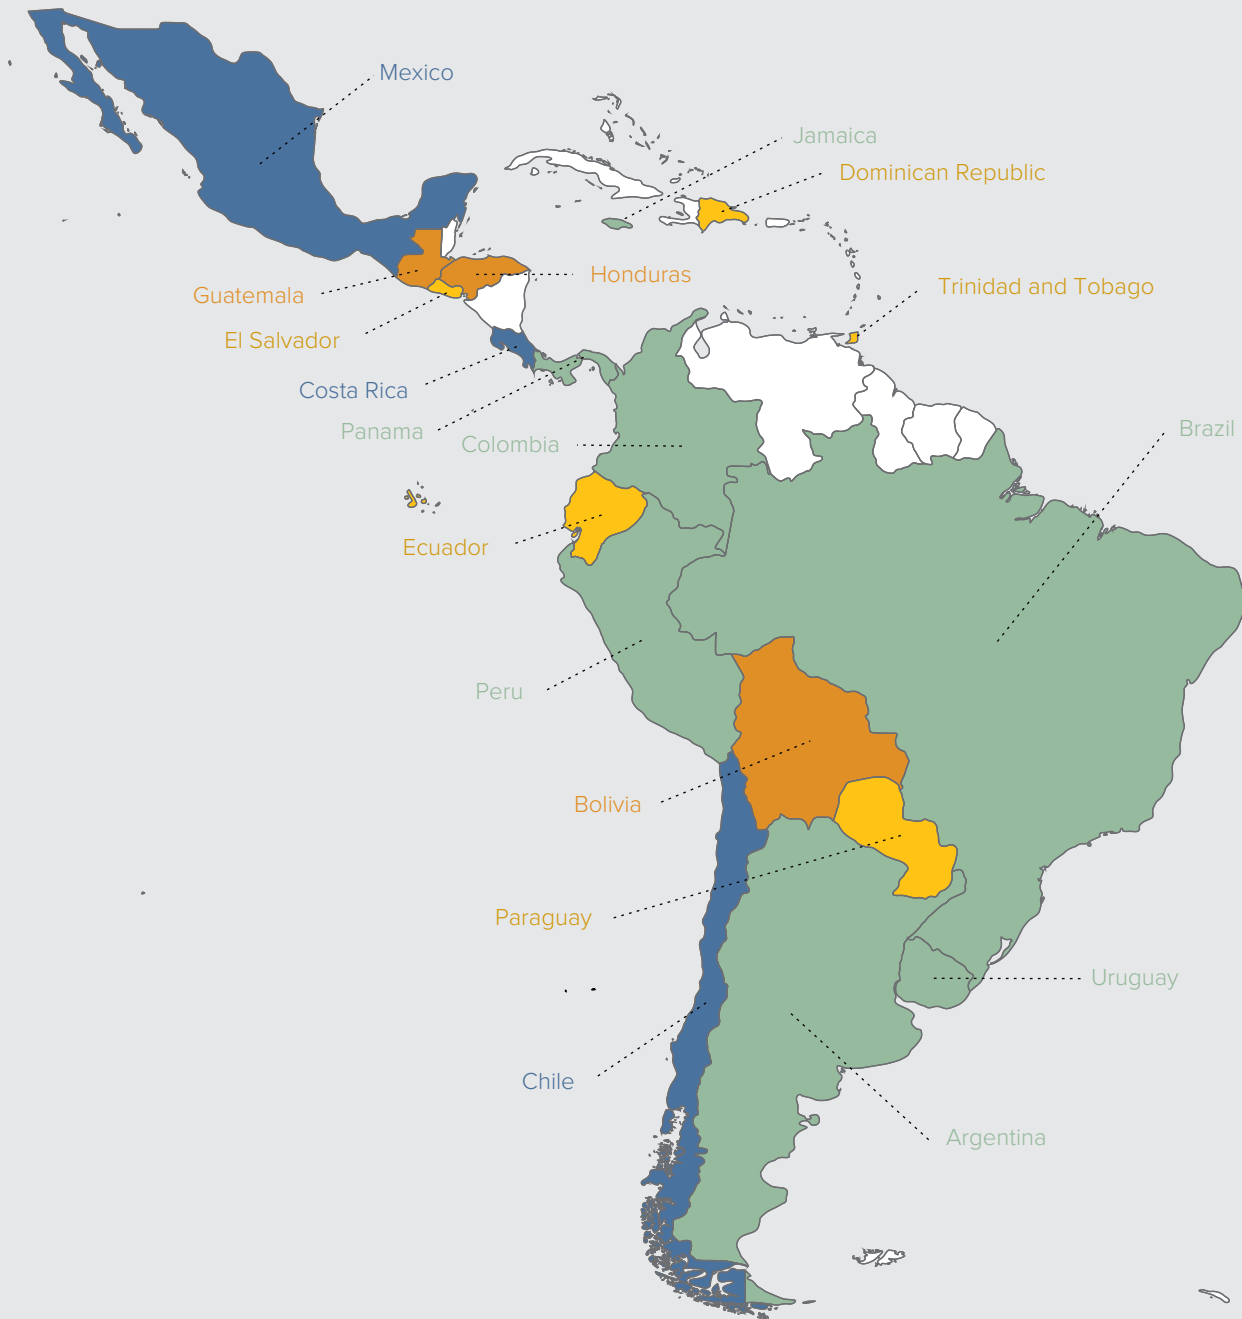 Mexico
Jamaica
Dominican Republic
Honduras
Trinidad and Tobago
Guatemala
El Salvador
Costa Rica
Panama
Colombia
Brazil
Ecuador
Peru
Bolivia
Paraguay
Uruguay
Chile
Argentina